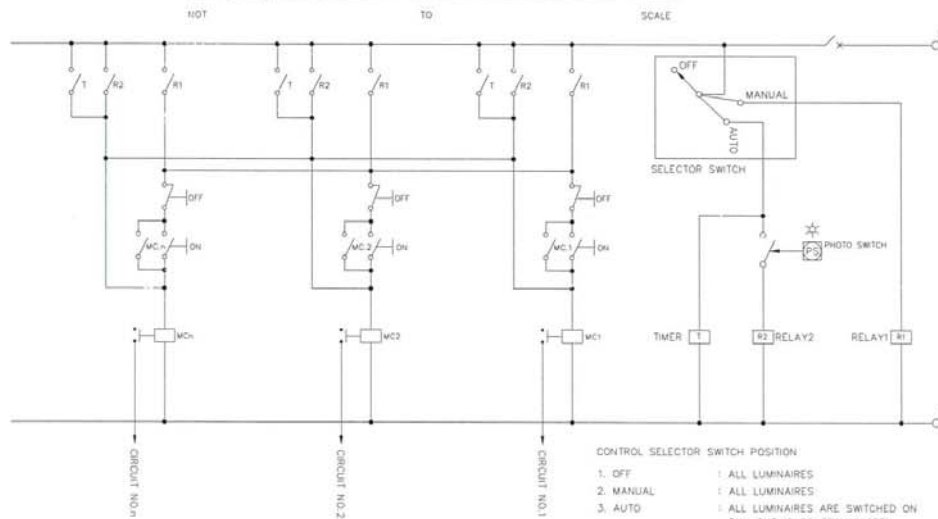 NOT TO SCALE
T R2 R1 T R2 R1 T R2 R1
OFF
MANUAL
AUTO
SELECTOR SWITCH
OFF OFF OFF
MC.n ON MC.2 ON MC.1 ON
PS PHOTO SWITCH
MCn MC2 MC1 TIMER T R2 RELAY2 RELAY1 R1
CIRCUIT NO.n CIRCUIT NO.2 CIRCUIT NO.1
CONTROL SELECTOR SWITCH POSITION
1. OFF : ALL LUMINAIRES
2. MANUAL : ALL LUMINAIRES
3. AUTO : ALL LUMINAIRES ARE SWITCHED ON